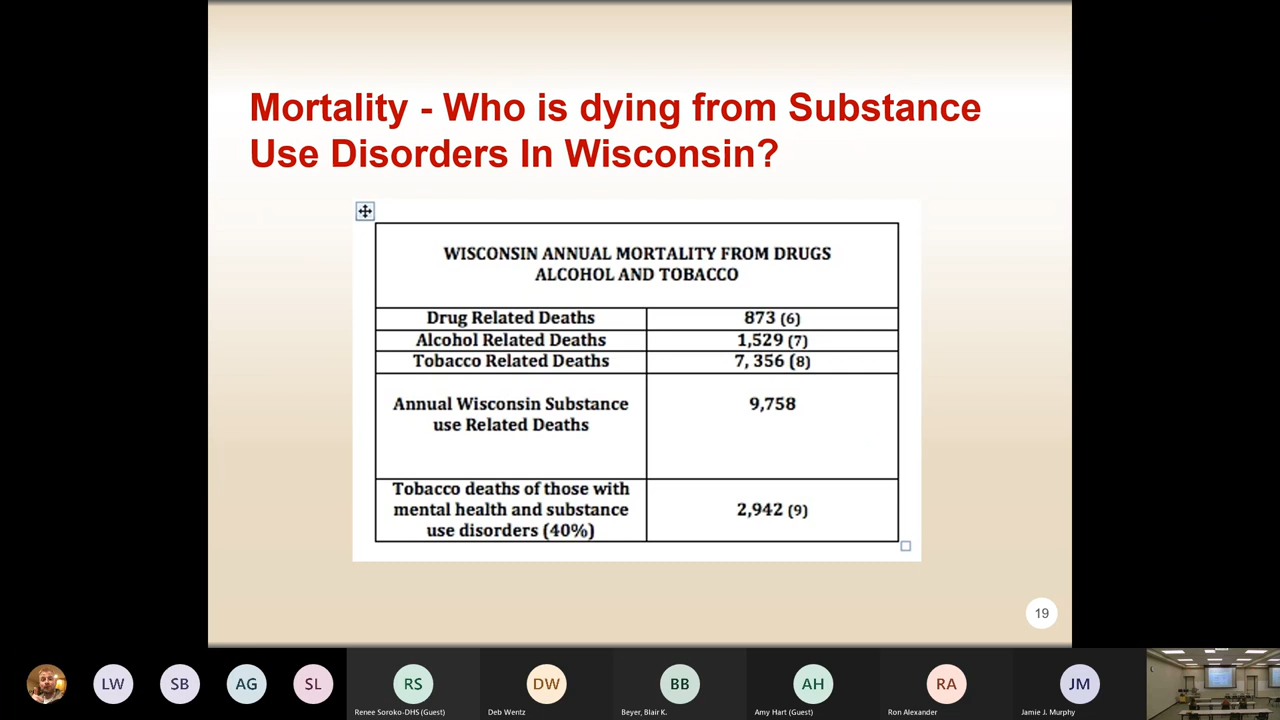 Mortality - Who is dying from Substance
Use Disorders In Wisconsin?
WISCONSIN ANNUAL MORTALITY FROM DRUGS
ALCOHOL AND TOBACCO
Drug Related Deaths 873 (6)
Alcohol Related Deaths 1,529 (7)
Tobacco Related Deaths 7, 356 (8)
Annual Wisconsin Substance 9,758
use Related Deaths
Tobacco deaths of those with
mental health and substance 2,942 (9)
use disorders (40%)
19
LW SB AG SL RS DW BB AH RA JM
Renee Soroko-DHS (Guest) Deb Wentz Beyer, Blair K. Amy Hart (Guest) Ron Alexander Jamie J. Murphy